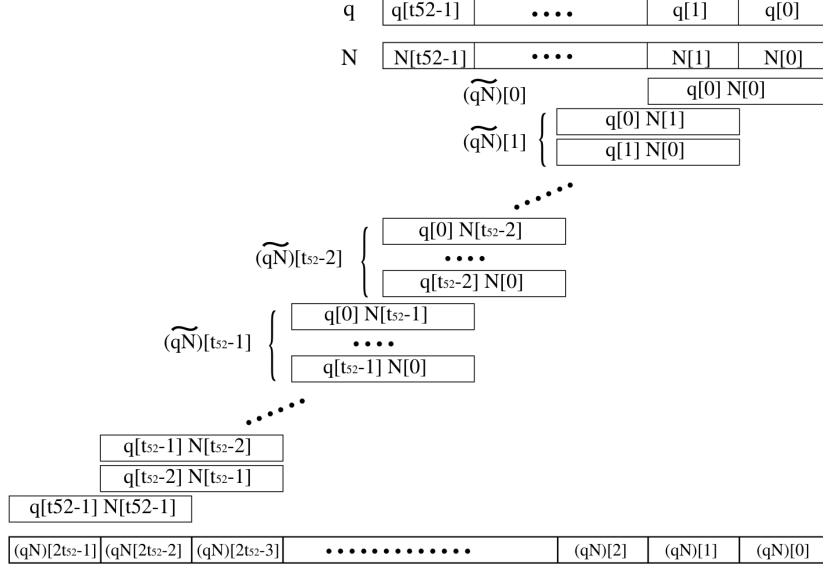 q q[t52-1] •••• q[1] q[0]
N N[t52-1] •••• N[1] N[0]
(q͠N)[0] q[0] N[0]
(q͠N)[1] { q[0] N[1]
q[1] N[0]
••••••
(q͠N)[t52-2] { q[0] N[t52-2]
••••
q[t52-2] N[0]
(q͠N)[t52-1] { q[0] N[t52-1]
••••
q[t52-1] N[0]
••••••
q[t52-1] N[t52-2]
q[t52-2] N[t52-1]
q[t52-1] N[t52-1]
(qN)[2t52-1] (qN[2t52-2] (qN)[2t52-3] ••••••••••••• (qN)[2] (qN)[1] (qN)[0]